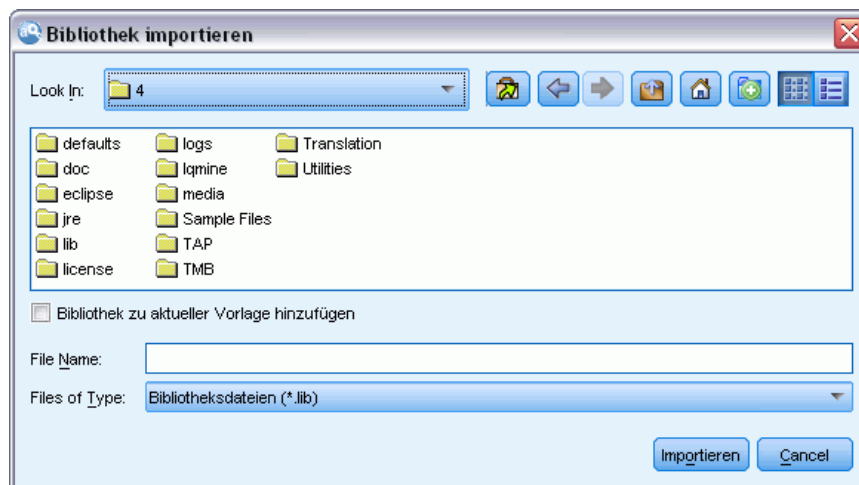 Bibliothek importieren
Look In: 4
defaults logs Translation
doc lqmine Utilities
eclipse media
jre Sample Files
lib TAP
license TMB
Bibliothek zu aktueller Vorlage hinzufügen
File Name:
Files of Type: Bibliotheksdateien (*.lib)
Importieren Cancel